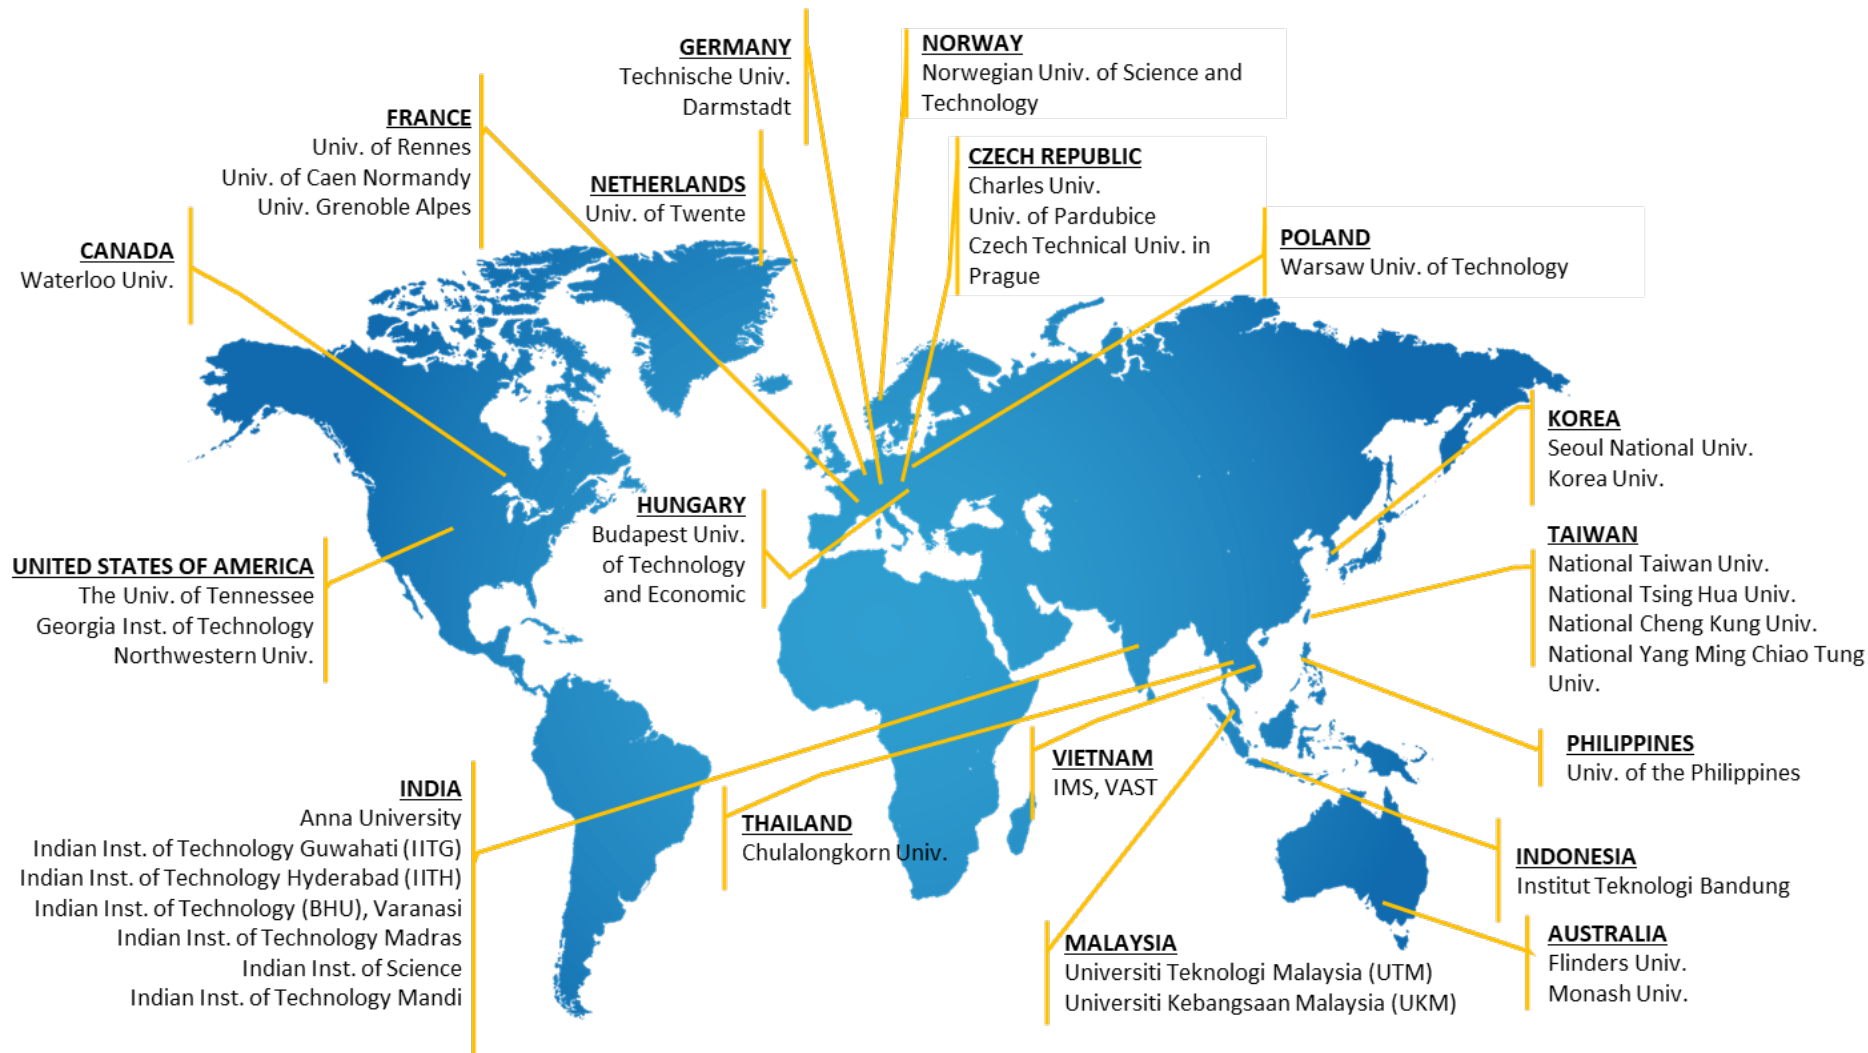 GERMANY
Technische Univ.
Darmstadt
NORWAY
Norwegian Univ. of Science and
Technology
FRANCE
Univ. of Rennes
Univ. of Caen Normandy
Univ. Grenoble Alpes
NETHERLANDS
Univ. of Twente
CZECH REPUBLIC
Charles Univ.
Univ. of Pardubice
Czech Technical Univ. in
Prague
POLAND
Warsaw Univ. of Technology
CANADA
Waterloo Univ.
KOREA
Seoul National Univ.
Korea Univ.
HUNGARY
Budapest Univ.
of Technology
and Economic
UNITED STATES OF AMERICA
The Univ. of Tennessee
Georgia Inst. of Technology
Northwestern Univ.
TAIWAN
National Taiwan Univ.
National Tsing Hua Univ.
National Cheng Kung Univ.
National Yang Ming Chiao Tung
Univ.
PHILIPPINES
Univ. of the Philippines
VIETNAM
IMS, VAST
INDIA
Anna University
Indian Inst. of Technology Guwahati (IITG)
Indian Inst. of Technology Hyderabad (IITH)
Indian Inst. of Technology (BHU), Varanasi
Indian Inst. of Technology Madras
Indian Inst. of Science
Indian Inst. of Technology Mandi
THAILAND
Chulalongkorn Univ.
INDONESIA
Institut Teknologi Bandung
MALAYSIA
Universiti Teknologi Malaysia (UTM)
Universiti Kebangsaan Malaysia (UKM)
AUSTRALIA
Flinders Univ.
Monash Univ.